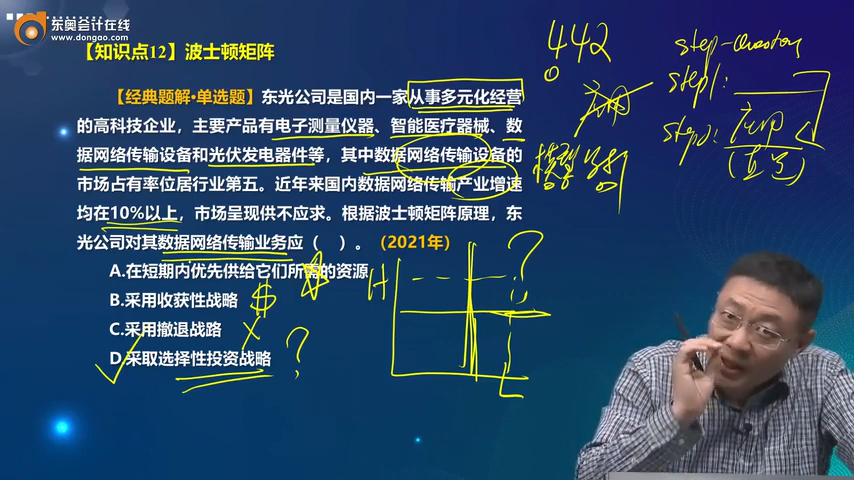 东奥会计在线
www.dongao.com
【知识点12】波士顿矩阵
【经典题解·单选题】东光公司是国内一家从事多元化经营
的高科技企业，主要产品有电子测量仪器、智能医疗器械、数
据网络传输设备和光伏发电器件等，其中数据网络传输设备的
市场占有率位居行业第五。近年来国内数据网络传输产业增速
均在10%以上，市场呈现供不应求。根据波士顿矩阵原理，东
光公司对其数据网络传输业务应（　）。（2021年）
A.在短期内优先供给它们所需的资源
B.采用收获性战略
C.采用撤退战略
D.采取选择性投资战略
442
step1:
应用
模型分析
$
X
?
H
?
L